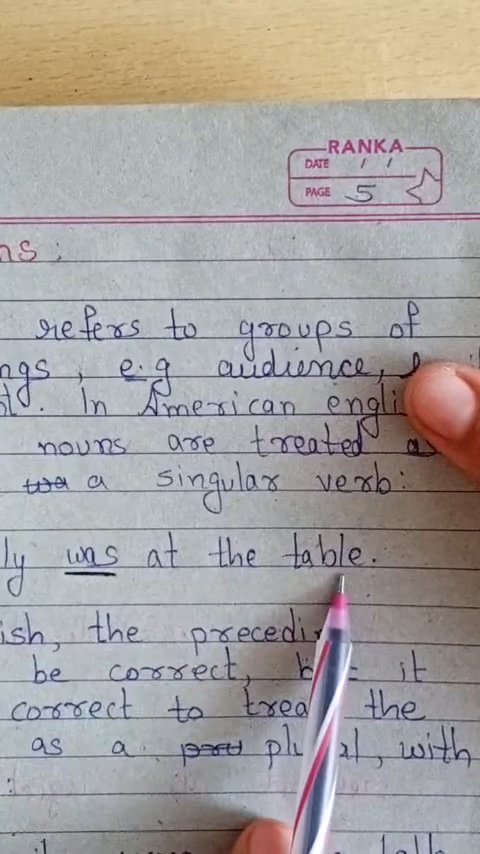 RANKA
DATE / /
PAGE 5
ns :
refers to groups of
ngs, e.g audience,
In American engli
nouns are treated
a singular verb:
ly was at the table.
ish, the precedi
be correct, it
correct to trea the
as a plural, with
: